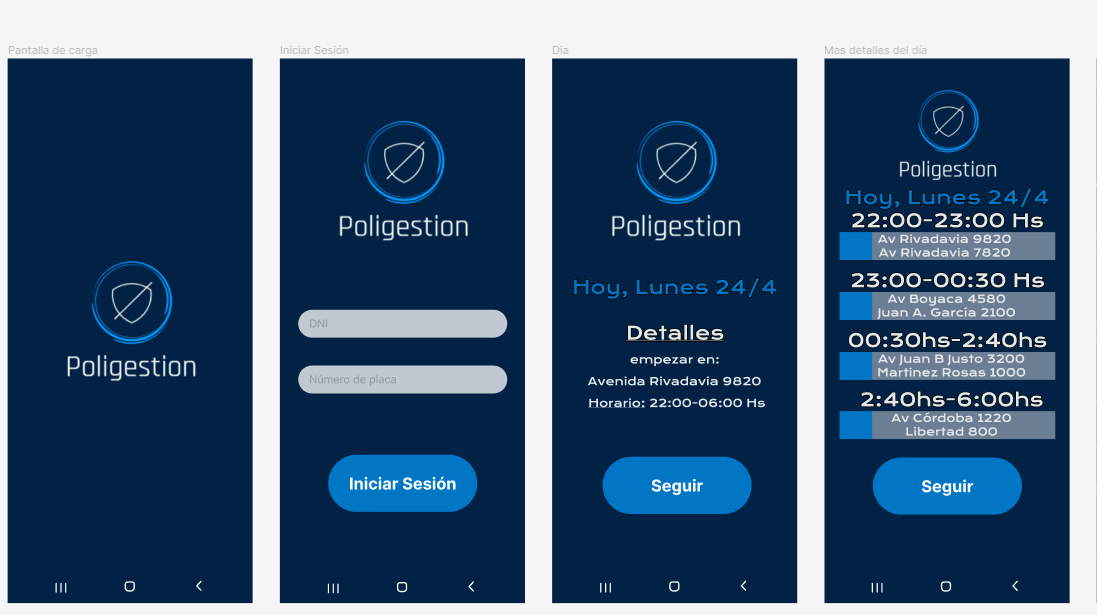 Pantalla de carga
Poligestion
Iniciar Sesión
Poligestion
DNI
Número de placa
Iniciar Sesión
Dia
Poligestion
Hoy, Lunes 24/4
Detalles
empezar en:
Avenida Rivadavia 9820
Horario: 22:00-06:00 Hs
Seguir
Mas detalles del día
Poligestion
Hoy, Lunes 24/4
22:00-23:00 Hs
Av Rivadavia 9820
Av Rivadavia 7820
23:00-00:30 Hs
Av Boyaca 4580
Juan A. Garcia 2100
00:30hs-2:40hs
Av Juan B Justo 3200
Martinez Rosas 1000
2:40hs-6:00hs
Av Córdoba 1220
Libertad 800
Seguir